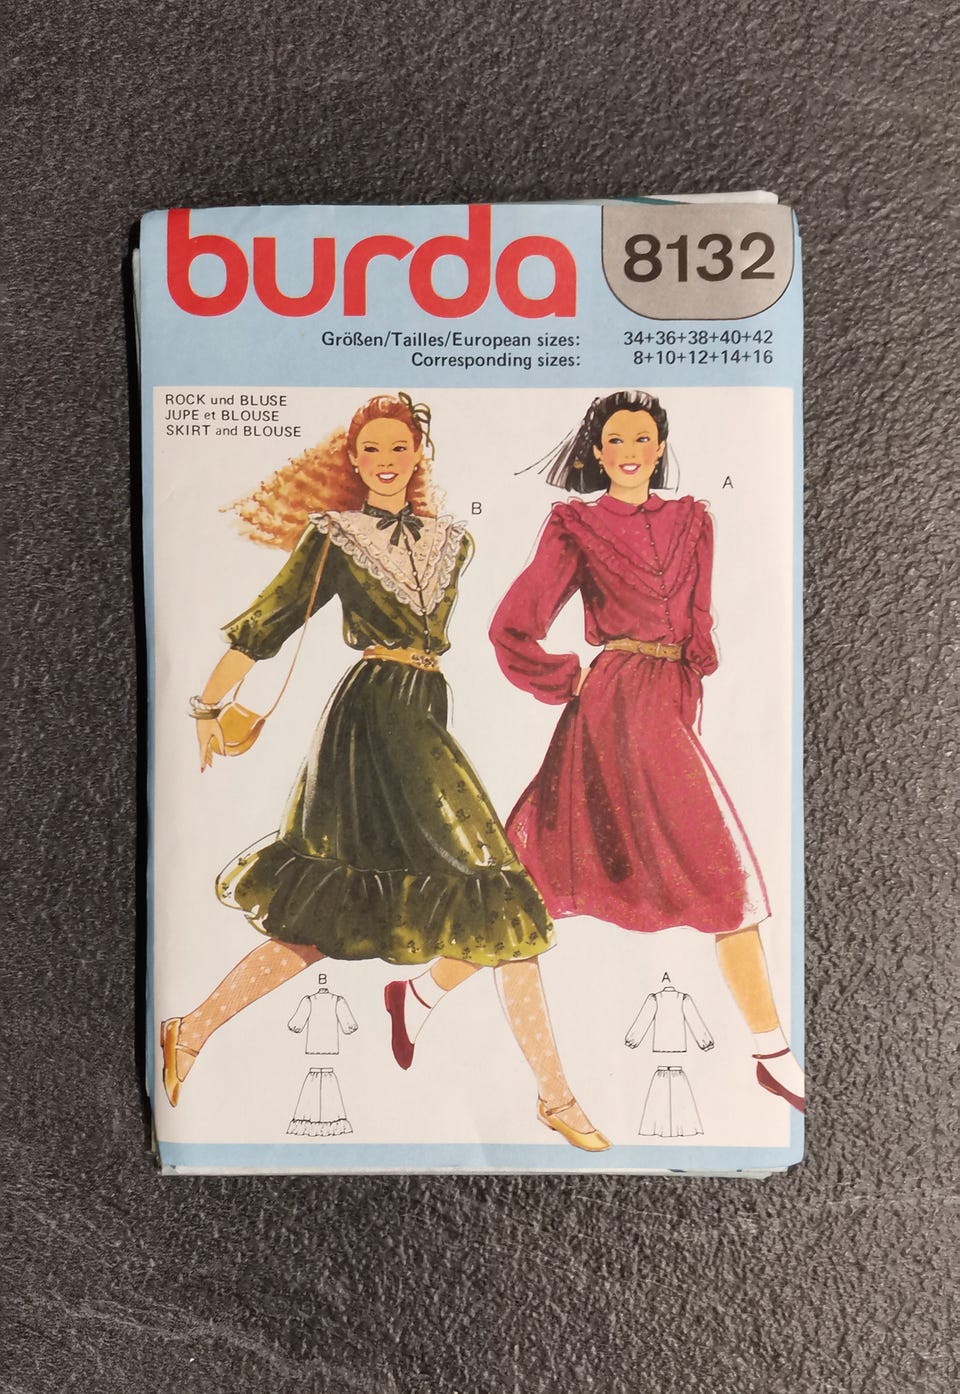 burda
8132
Größen/Tailles/European sizes: 34+36+38+40+42
Corresponding sizes: 8+10+12+14+16
ROCK und BLUSE
JUPE et BLOUSE
SKIRT and BLOUSE
A
B
B
A